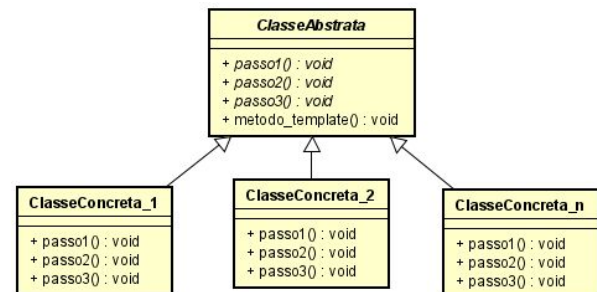 ClasseAbstrata
+ passo1() : void
+ passo2() : void
+ passo3() : void
+ metodo_template() : void
ClasseConcreta_1
+ passo1() : void
+ passo2() : void
+ passo3() : void
ClasseConcreta_2
+ passo1() : void
+ passo2() : void
+ passo3() : void
ClasseConcreta_n
+ passo1() : void
+ passo2() : void
+ passo3() : void